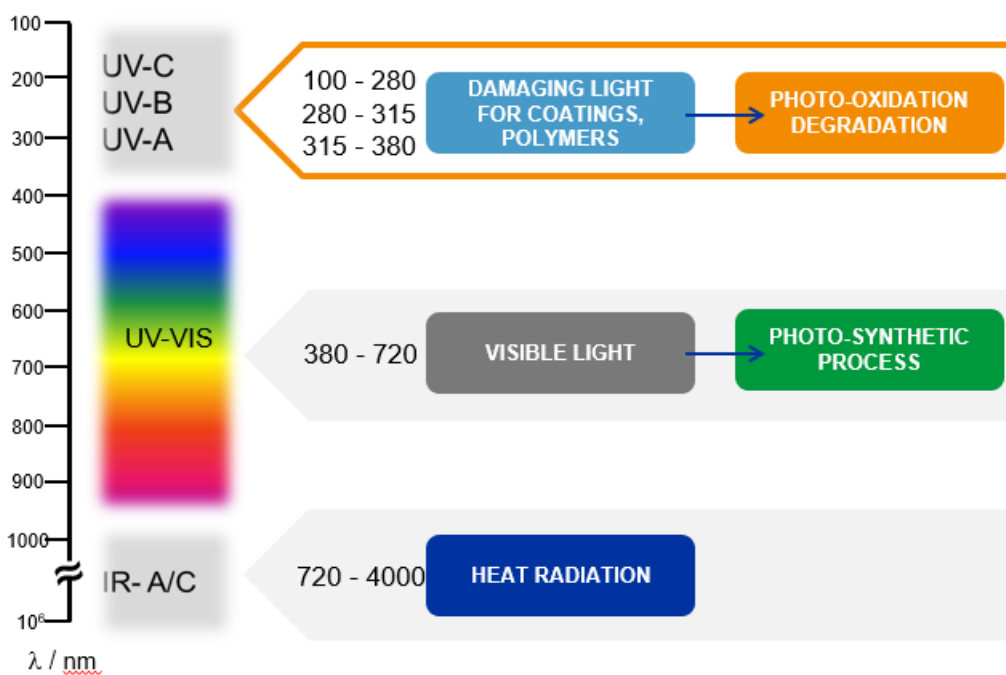 100
200
300
400
500
600
700
800
900
1000
10⁶
λ / nm
UV-C
UV-B
UV-A
100 - 280
280 - 315
315 - 380
DAMAGING LIGHT
FOR COATINGS,
POLYMERS
PHOTO-OXIDATION
DEGRADATION
UV-VIS
380 - 720
VISIBLE LIGHT
PHOTO-SYNTHETIC
PROCESS
IR- A/C
720 - 4000
HEAT RADIATION